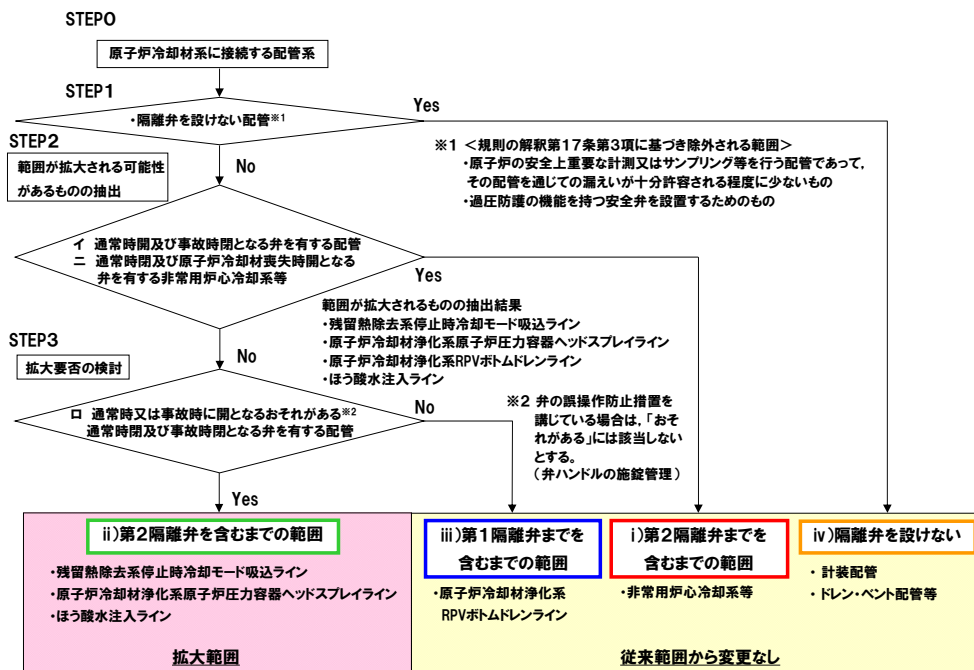 STEP0
原子炉冷却材系に接続する配管系
STEP1
・隔離弁を設けない配管※1
Yes
STEP2
範囲が拡大される可能性
があるものの抽出
No
※1 <規則の解釈第17条第3項に基づき除外される範囲>
・原子炉の安全上重要な計測又はサンプリング等を行う配管であって,
その配管を通じての漏えいが十分許容される程度に少ないもの
・過圧防護の機能を持つ安全弁を設置するためのもの
イ 通常時開及び事故時閉となる弁を有する配管
ニ 通常時閉及び原子炉冷却材喪失時開となる
弁を有する非常用炉心冷却系等
Yes
範囲が拡大されるものの抽出結果
・残留熱除去系停止時冷却モード吸込ライン
・原子炉冷却材浄化系原子炉圧力容器ヘッドスプレイライン
・原子炉冷却材浄化系RPVボトムドレンライン
・ほう酸水注入ライン
STEP3
No
拡大要否の検討
ロ 通常時又は事故時に開となるおそれがある※2
通常時閉及び事故時閉となる弁を有する配管
No
※2 弁の誤操作防止措置を
講じている場合は,「おそ
れがある」には該当しない
とする。
(弁ハンドルの施錠管理)
Yes
ii)第2隔離弁を含むまでの範囲
・残留熱除去系停止時冷却モード吸込ライン
・原子炉冷却材浄化系原子炉圧力容器ヘッドスプレイライン
・ほう酸水注入ライン
拡大範囲
iii)第1隔離弁までを
含むまでの範囲
・原子炉冷却材浄化系
RPVボトムドレンライン
i)第2隔離弁までを
含むまでの範囲
・非常用炉心冷却系等
iv)隔離弁を設けない
・ 計装配管
・ ドレン・ベント配管等
従来範囲から変更なし